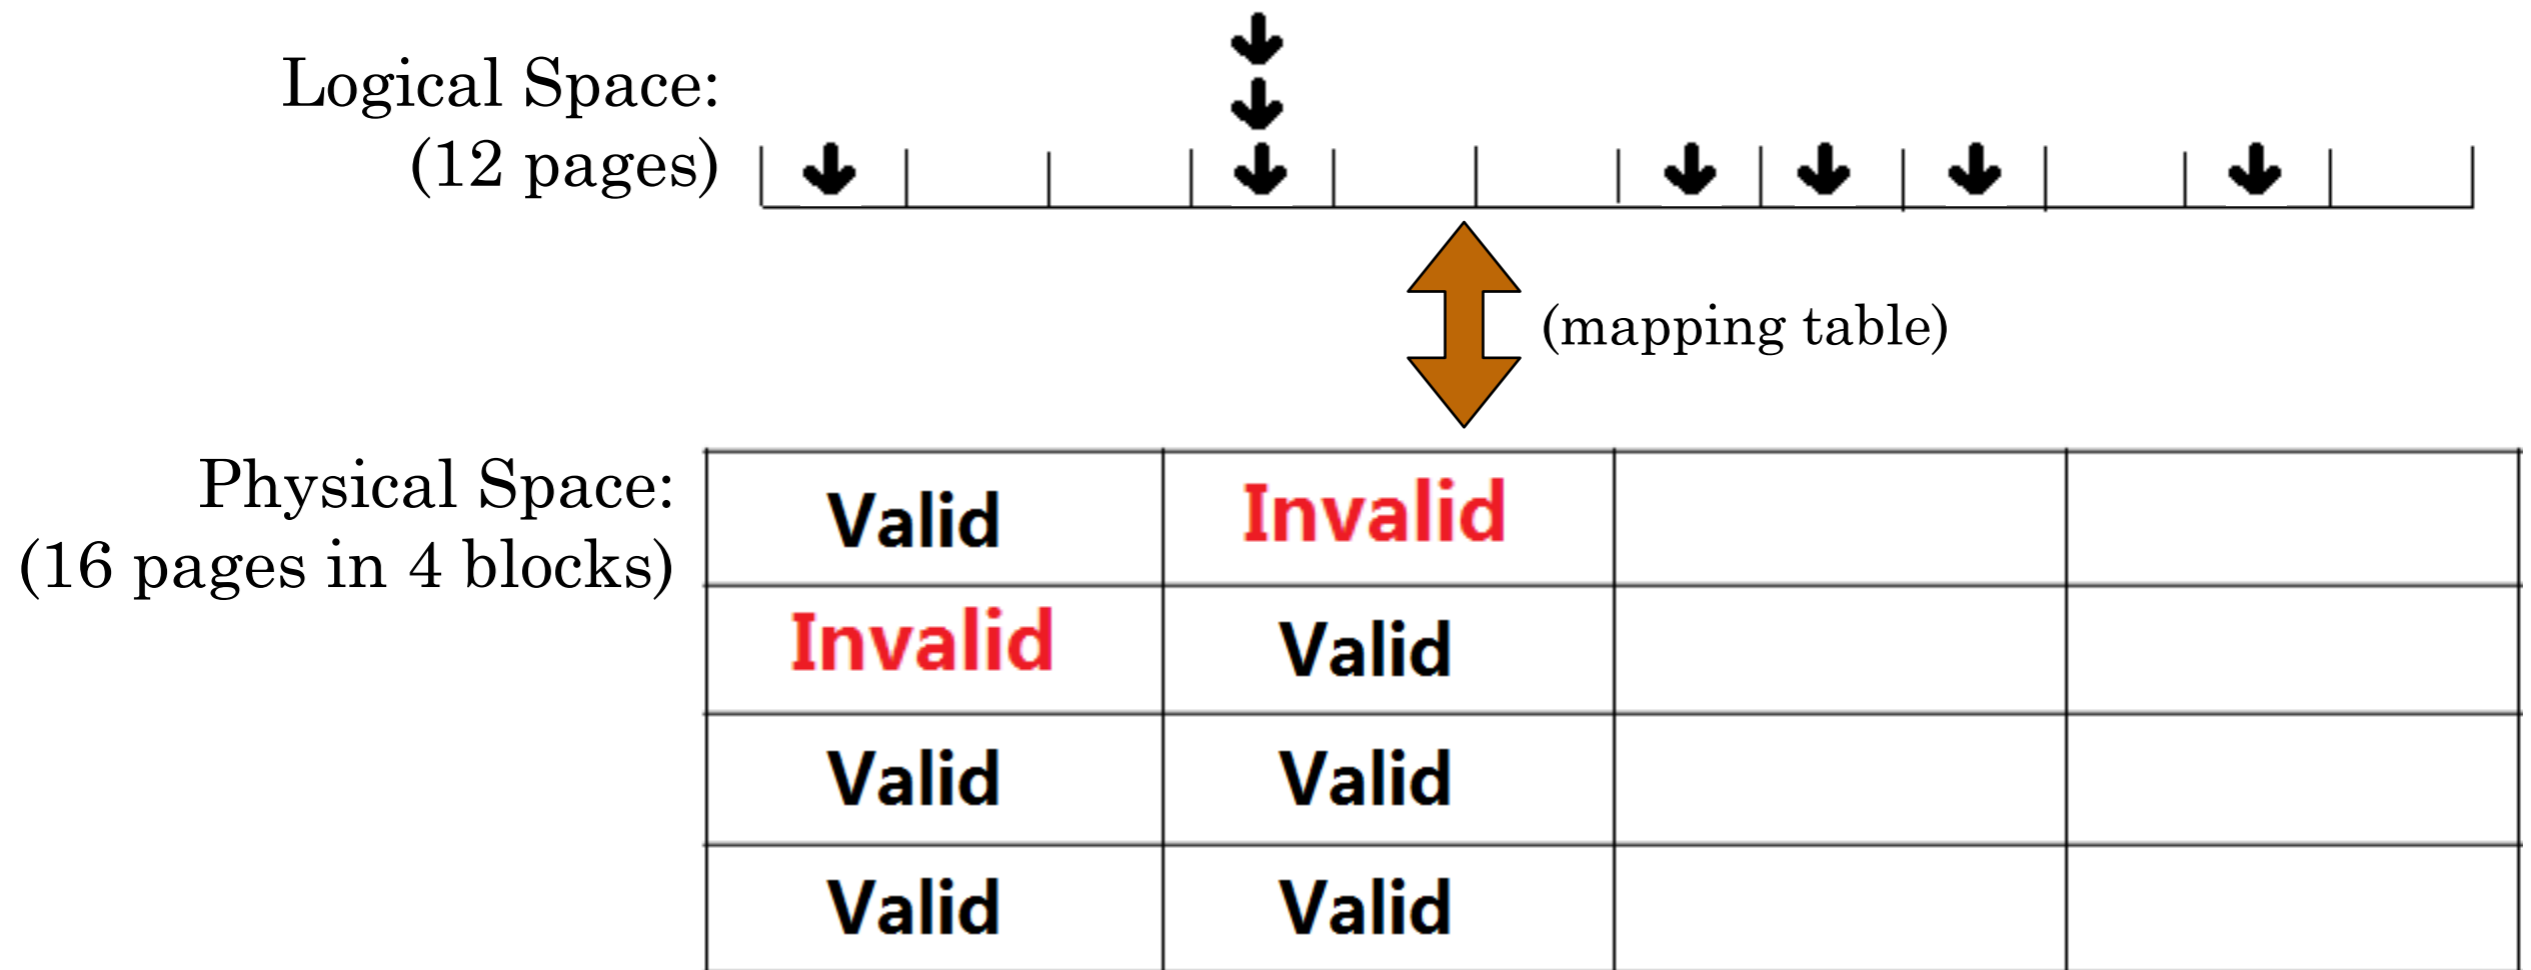 Logical Space:
(12 pages)
(mapping table)
Physical Space:
(16 pages in 4 blocks)
Valid Invalid
Invalid Valid
Valid Valid
Valid Valid